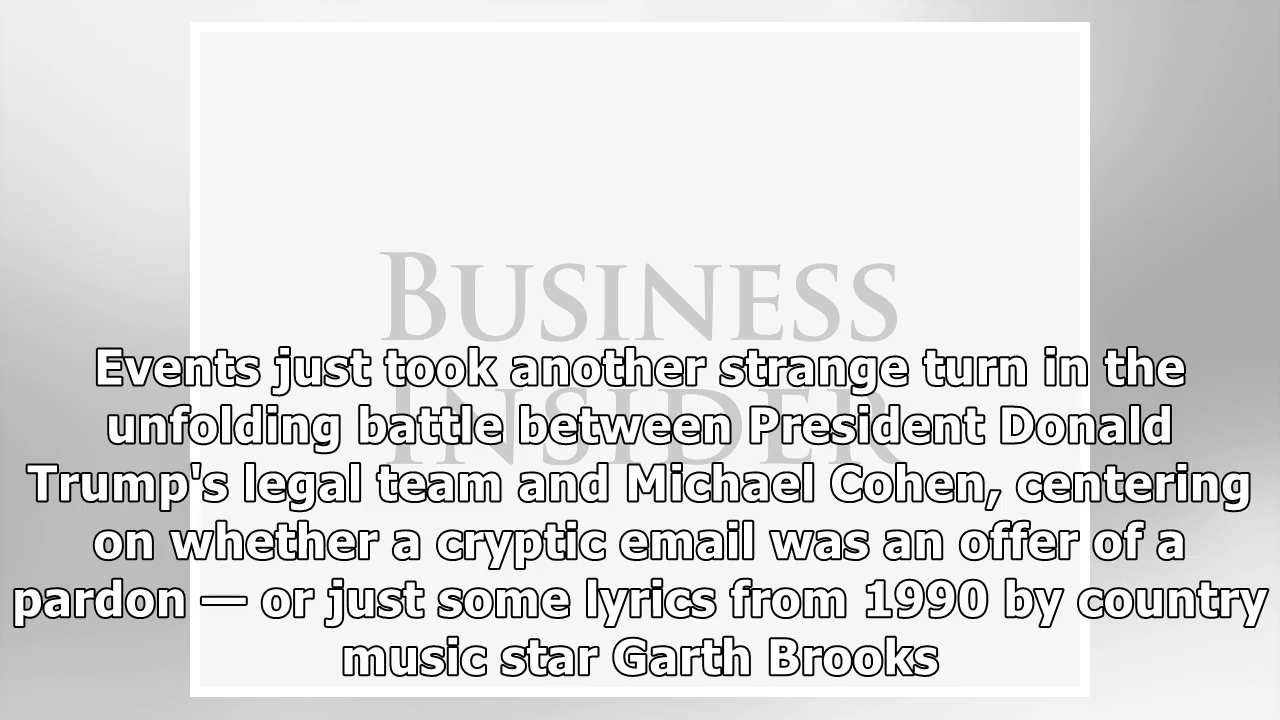 BUSINESS
INSIDER
Events just took another strange turn in the
unfolding battle between President Donald
Trump's legal team and Michael Cohen, centering
on whether a cryptic email was an offer of a
pardon — or just some lyrics from 1990 by country
music star Garth Brooks